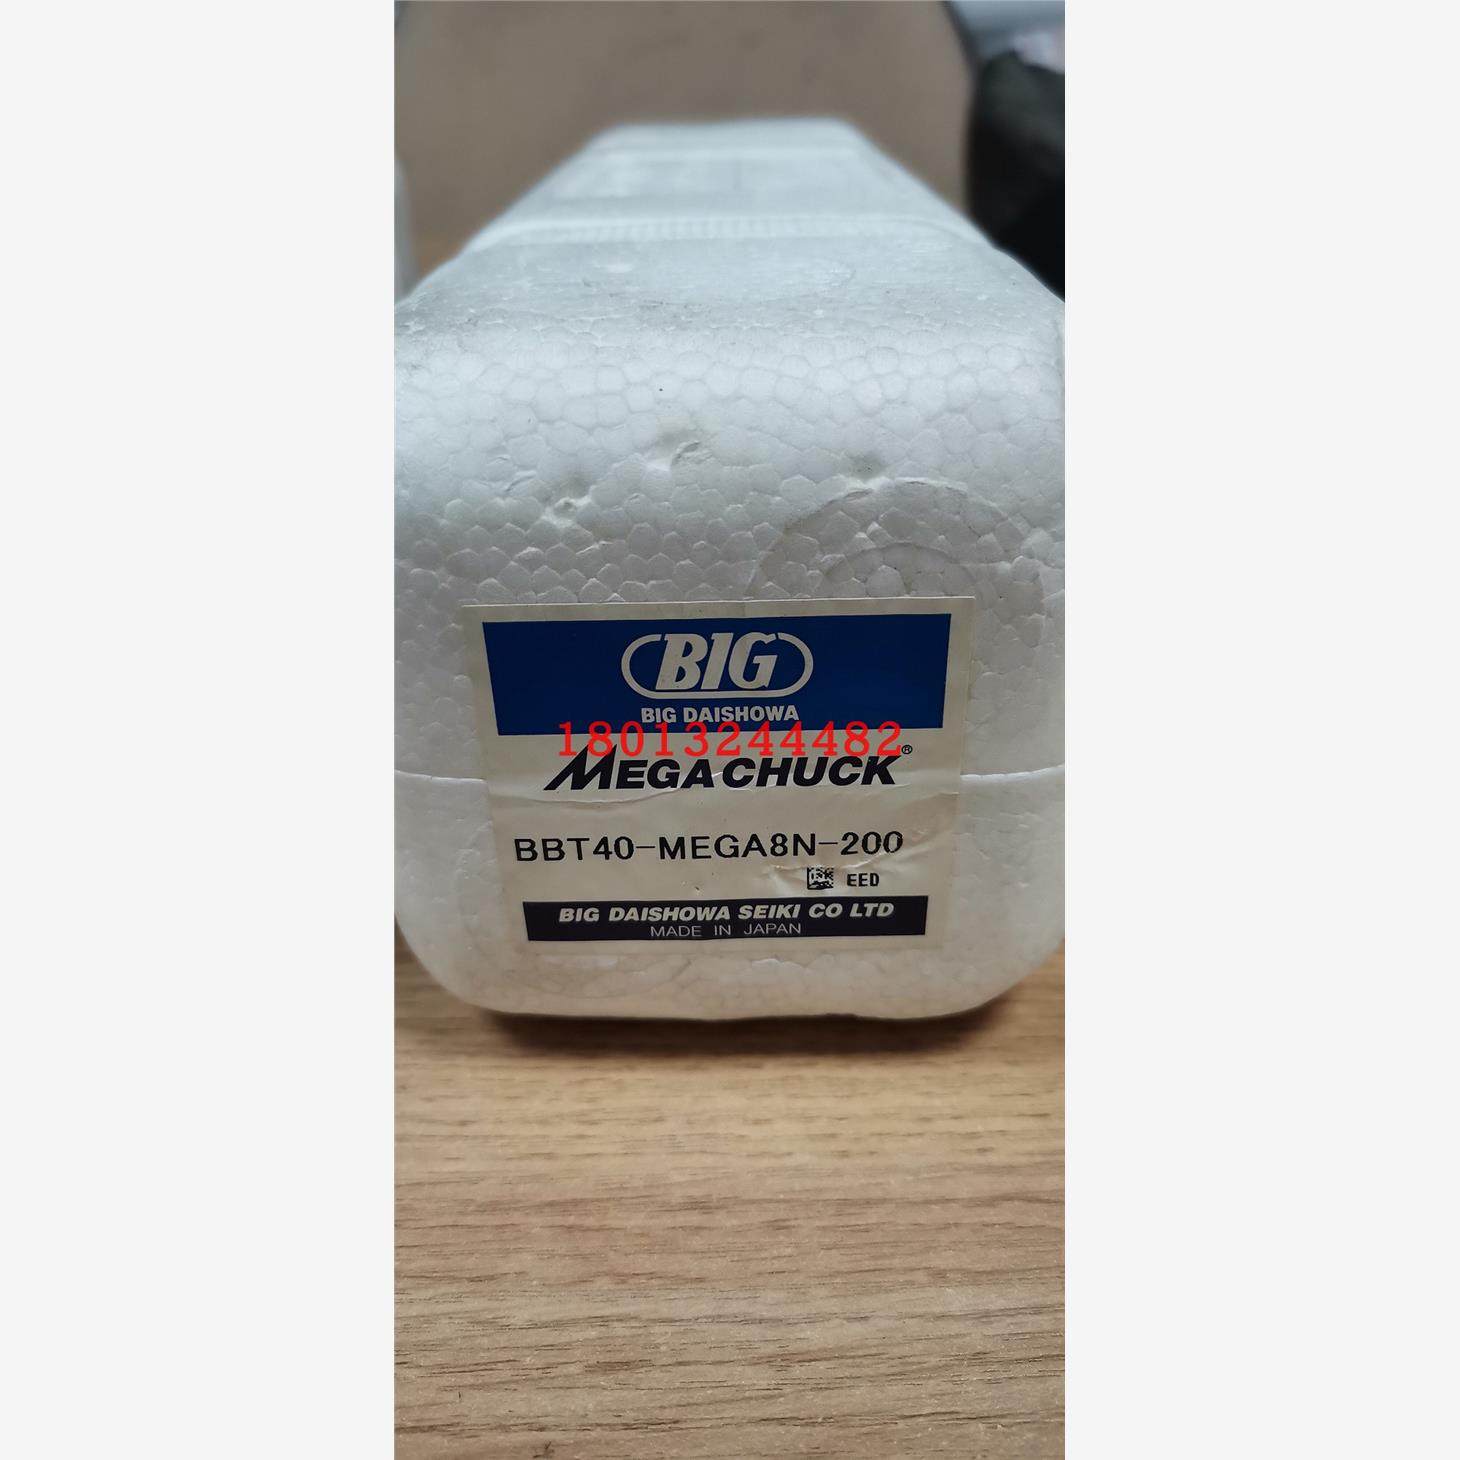 BIG
BIG DAISHOWA
18013244482
MEGACHUCK®
BBT40-MEGA8N-200
EED
BIG DAISHOWA SEIKI CO LTD
MADE IN JAPAN